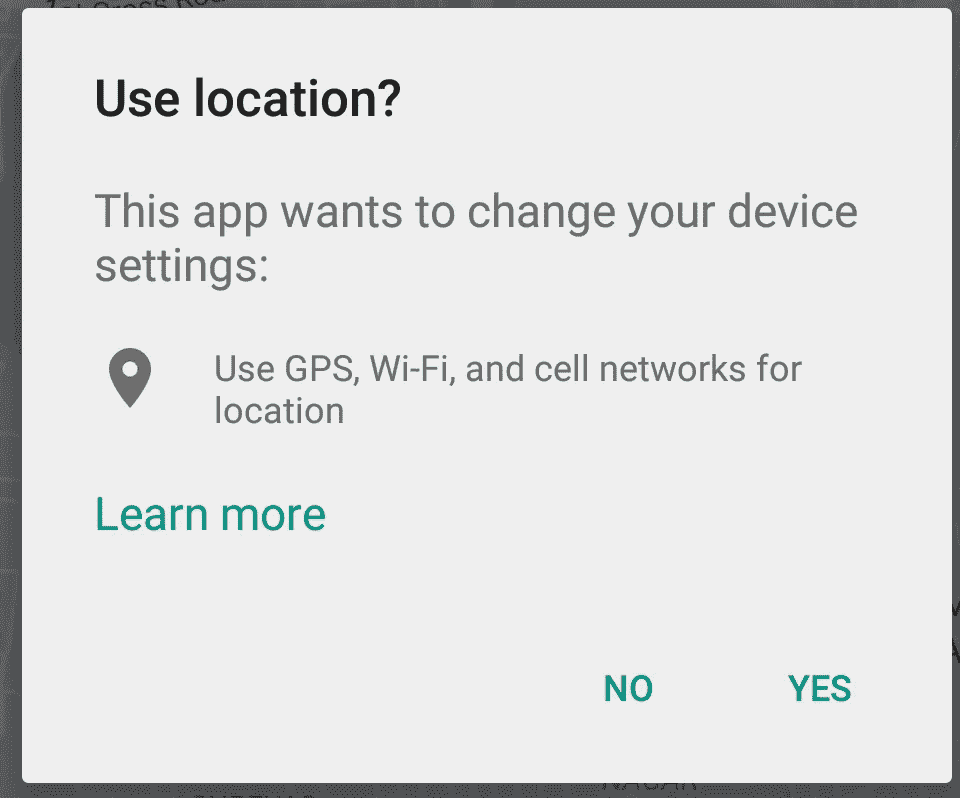 Use location?
This app wants to change your device
settings:
Use GPS, Wi-Fi, and cell networks for
location
Learn more
NO YES
NAGAR